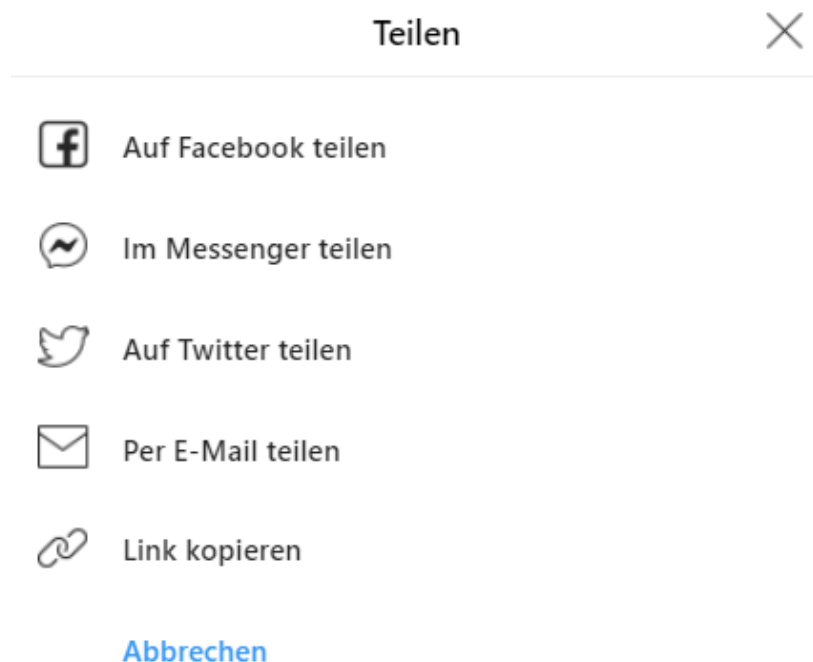 Teilen
Auf Facebook teilen
Im Messenger teilen
Auf Twitter teilen
Per E-Mail teilen
Link kopieren
Abbrechen